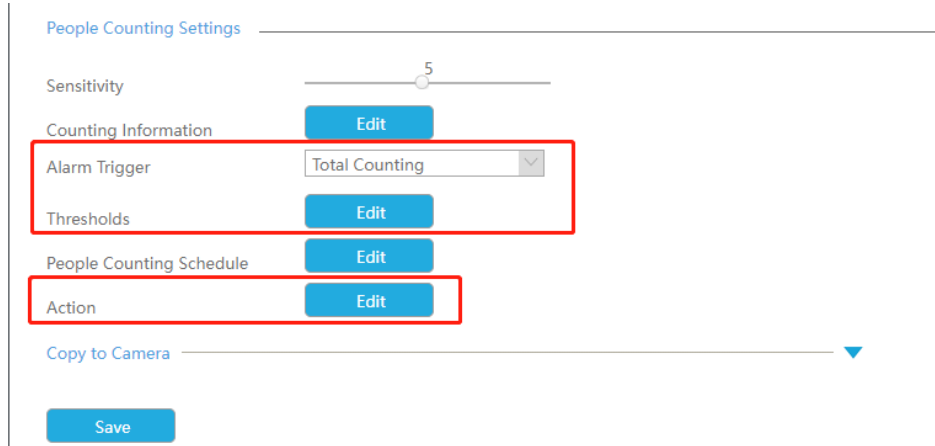 People Counting Settings
5
Sensitivity
Counting Information Edit
Alarm Trigger Total Counting
Thresholds Edit
People Counting Schedule Edit
Action Edit
Copy to Camera
Save